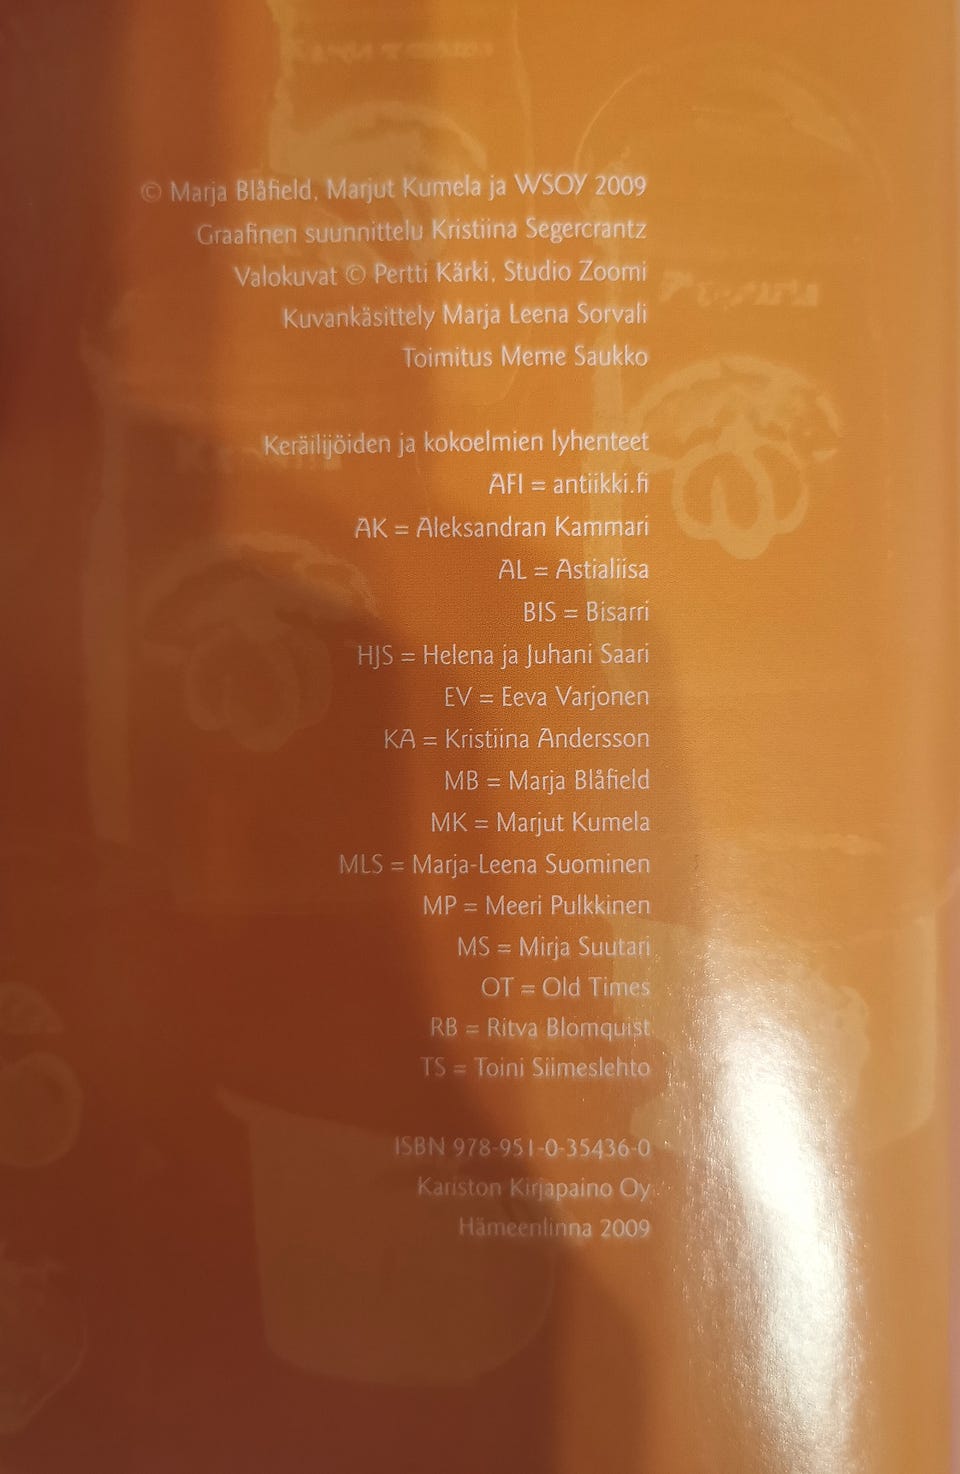 © Marja Blåfield, Marjut Kumela ja WSOY 2009
Graafinen suunnittelu Kristiina Segercrantz
Valokuvat © Pertti Kärki, Studio Zoomi
Kuvankäsittely Marja Leena Sorvali
Toimitus Meme Saukko
Keräilijöiden ja kokoelmien lyhenteet
AFI = antiikki.fi
AK = Aleksandran Kammari
AL = Astialiisa
BIS = Bisarri
HJS = Helena ja Juhani Saari
EV = Eeva Varjonen
KA = Kristiina Andersson
MB = Marja Blåfield
MK = Marjut Kumela
MLS = Marja-Leena Suominen
MP = Meeri Pulkkinen
MS = Mirja Suutari
OT = Old Times
RB = Ritva Blomquist
TS = Toini Siimeslehto
ISBN 978-951-0-35436-0
Kariston Kirjapaino Oy
Hämeenlinna 2009